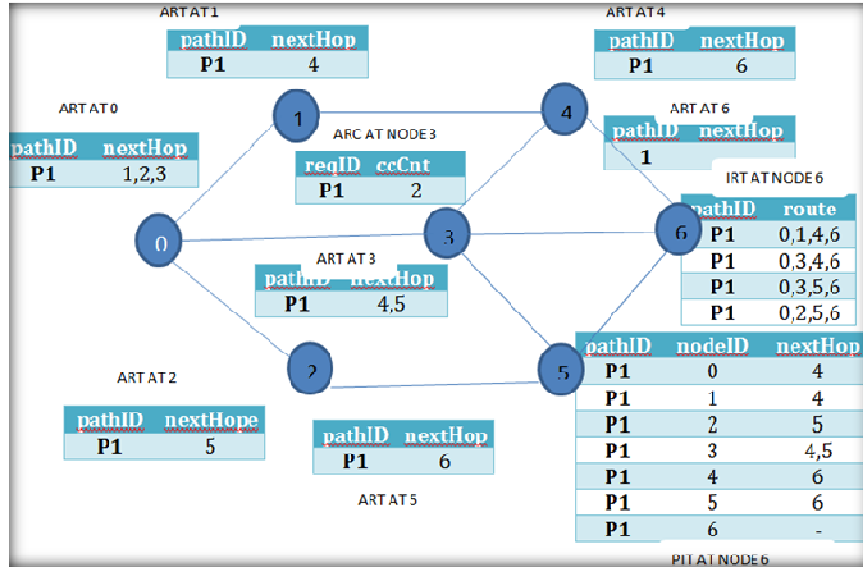 ART AT 1
pathID nextHop
P1 4
ART AT 4
pathID nextHop
P1 6
ART AT 0
pathID nextHop
P1 1,2,3
1
4
ARC AT NODE 3
reqID ccCnt
P1 2
ART AT 6
pathID nextHop
1
IRT AT NODE 6
pathID route
P1 0,1,4,6
P1 0,3,4,6
P1 0,3,5,6
P1 0,2,5,6
0
3
6
ART AT 3
pathID nextHop
P1 4,5
2
5
pathID nodeID nextHop
P1 0 4
P1 1 4
P1 2 5
P1 3 4,5
P1 4 6
P1 5 6
P1 6 -
PIT AT NODE 6
ART AT 2
pathID nextHope
P1 5
pathID nextHop
P1 6
ART AT 5